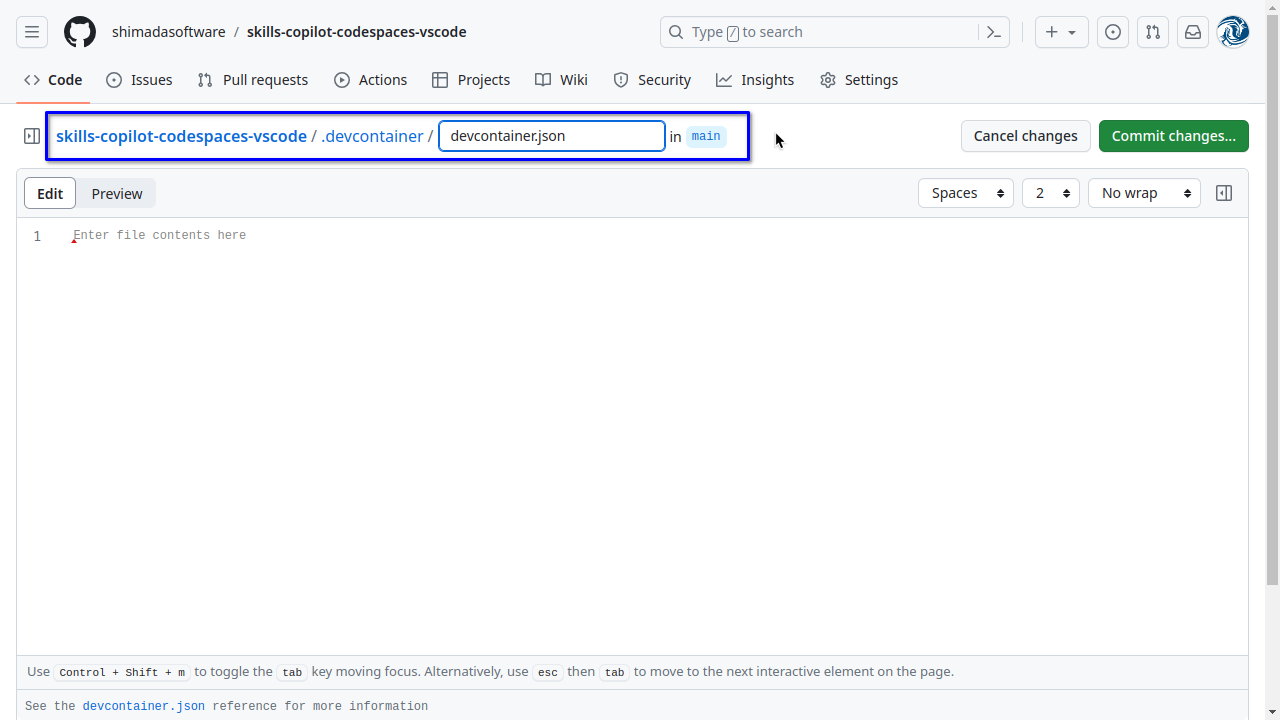 shimadasoftware / skills-copilot-codespaces-vscode
Type / to search
Code Issues Pull requests Actions Projects Wiki Security Insights Settings
skills-copilot-codespaces-vscode / .devcontainer / devcontainer.json in main
Cancel changes Commit changes...
Edit Preview
Spaces 2 No wrap
1 Enter file contents here
Use Control + Shift + m to toggle the tab key moving focus. Alternatively, use esc then tab to move to the next interactive element on the page.
See the devcontainer.json reference for more information